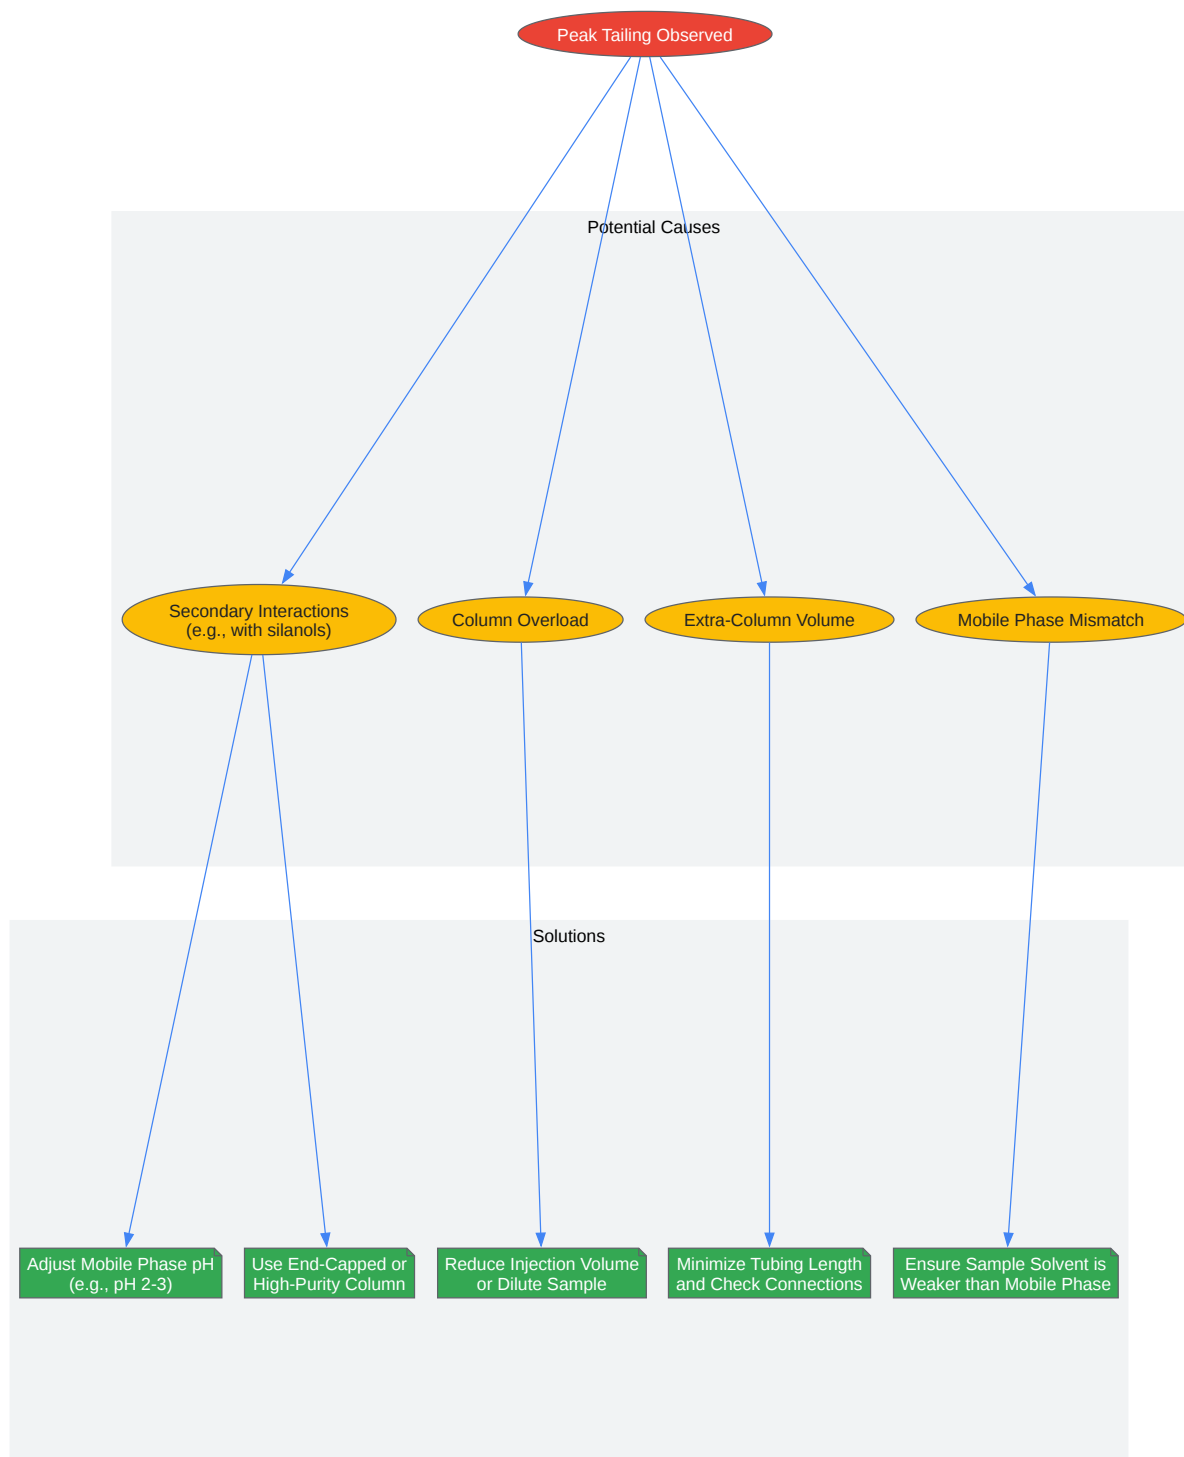 Peak Tailing Observed
Potential Causes
Secondary Interactions
(e.g., with silanols)
Column Overload
Extra-Column Volume
Mobile Phase Mismatch
Solutions
Adjust Mobile Phase pH
(e.g., pH 2-3)
Use End-Capped or
High-Purity Column
Reduce Injection Volume
or Dilute Sample
Minimize Tubing Length
and Check Connections
Ensure Sample Solvent is
Weaker than Mobile Phase